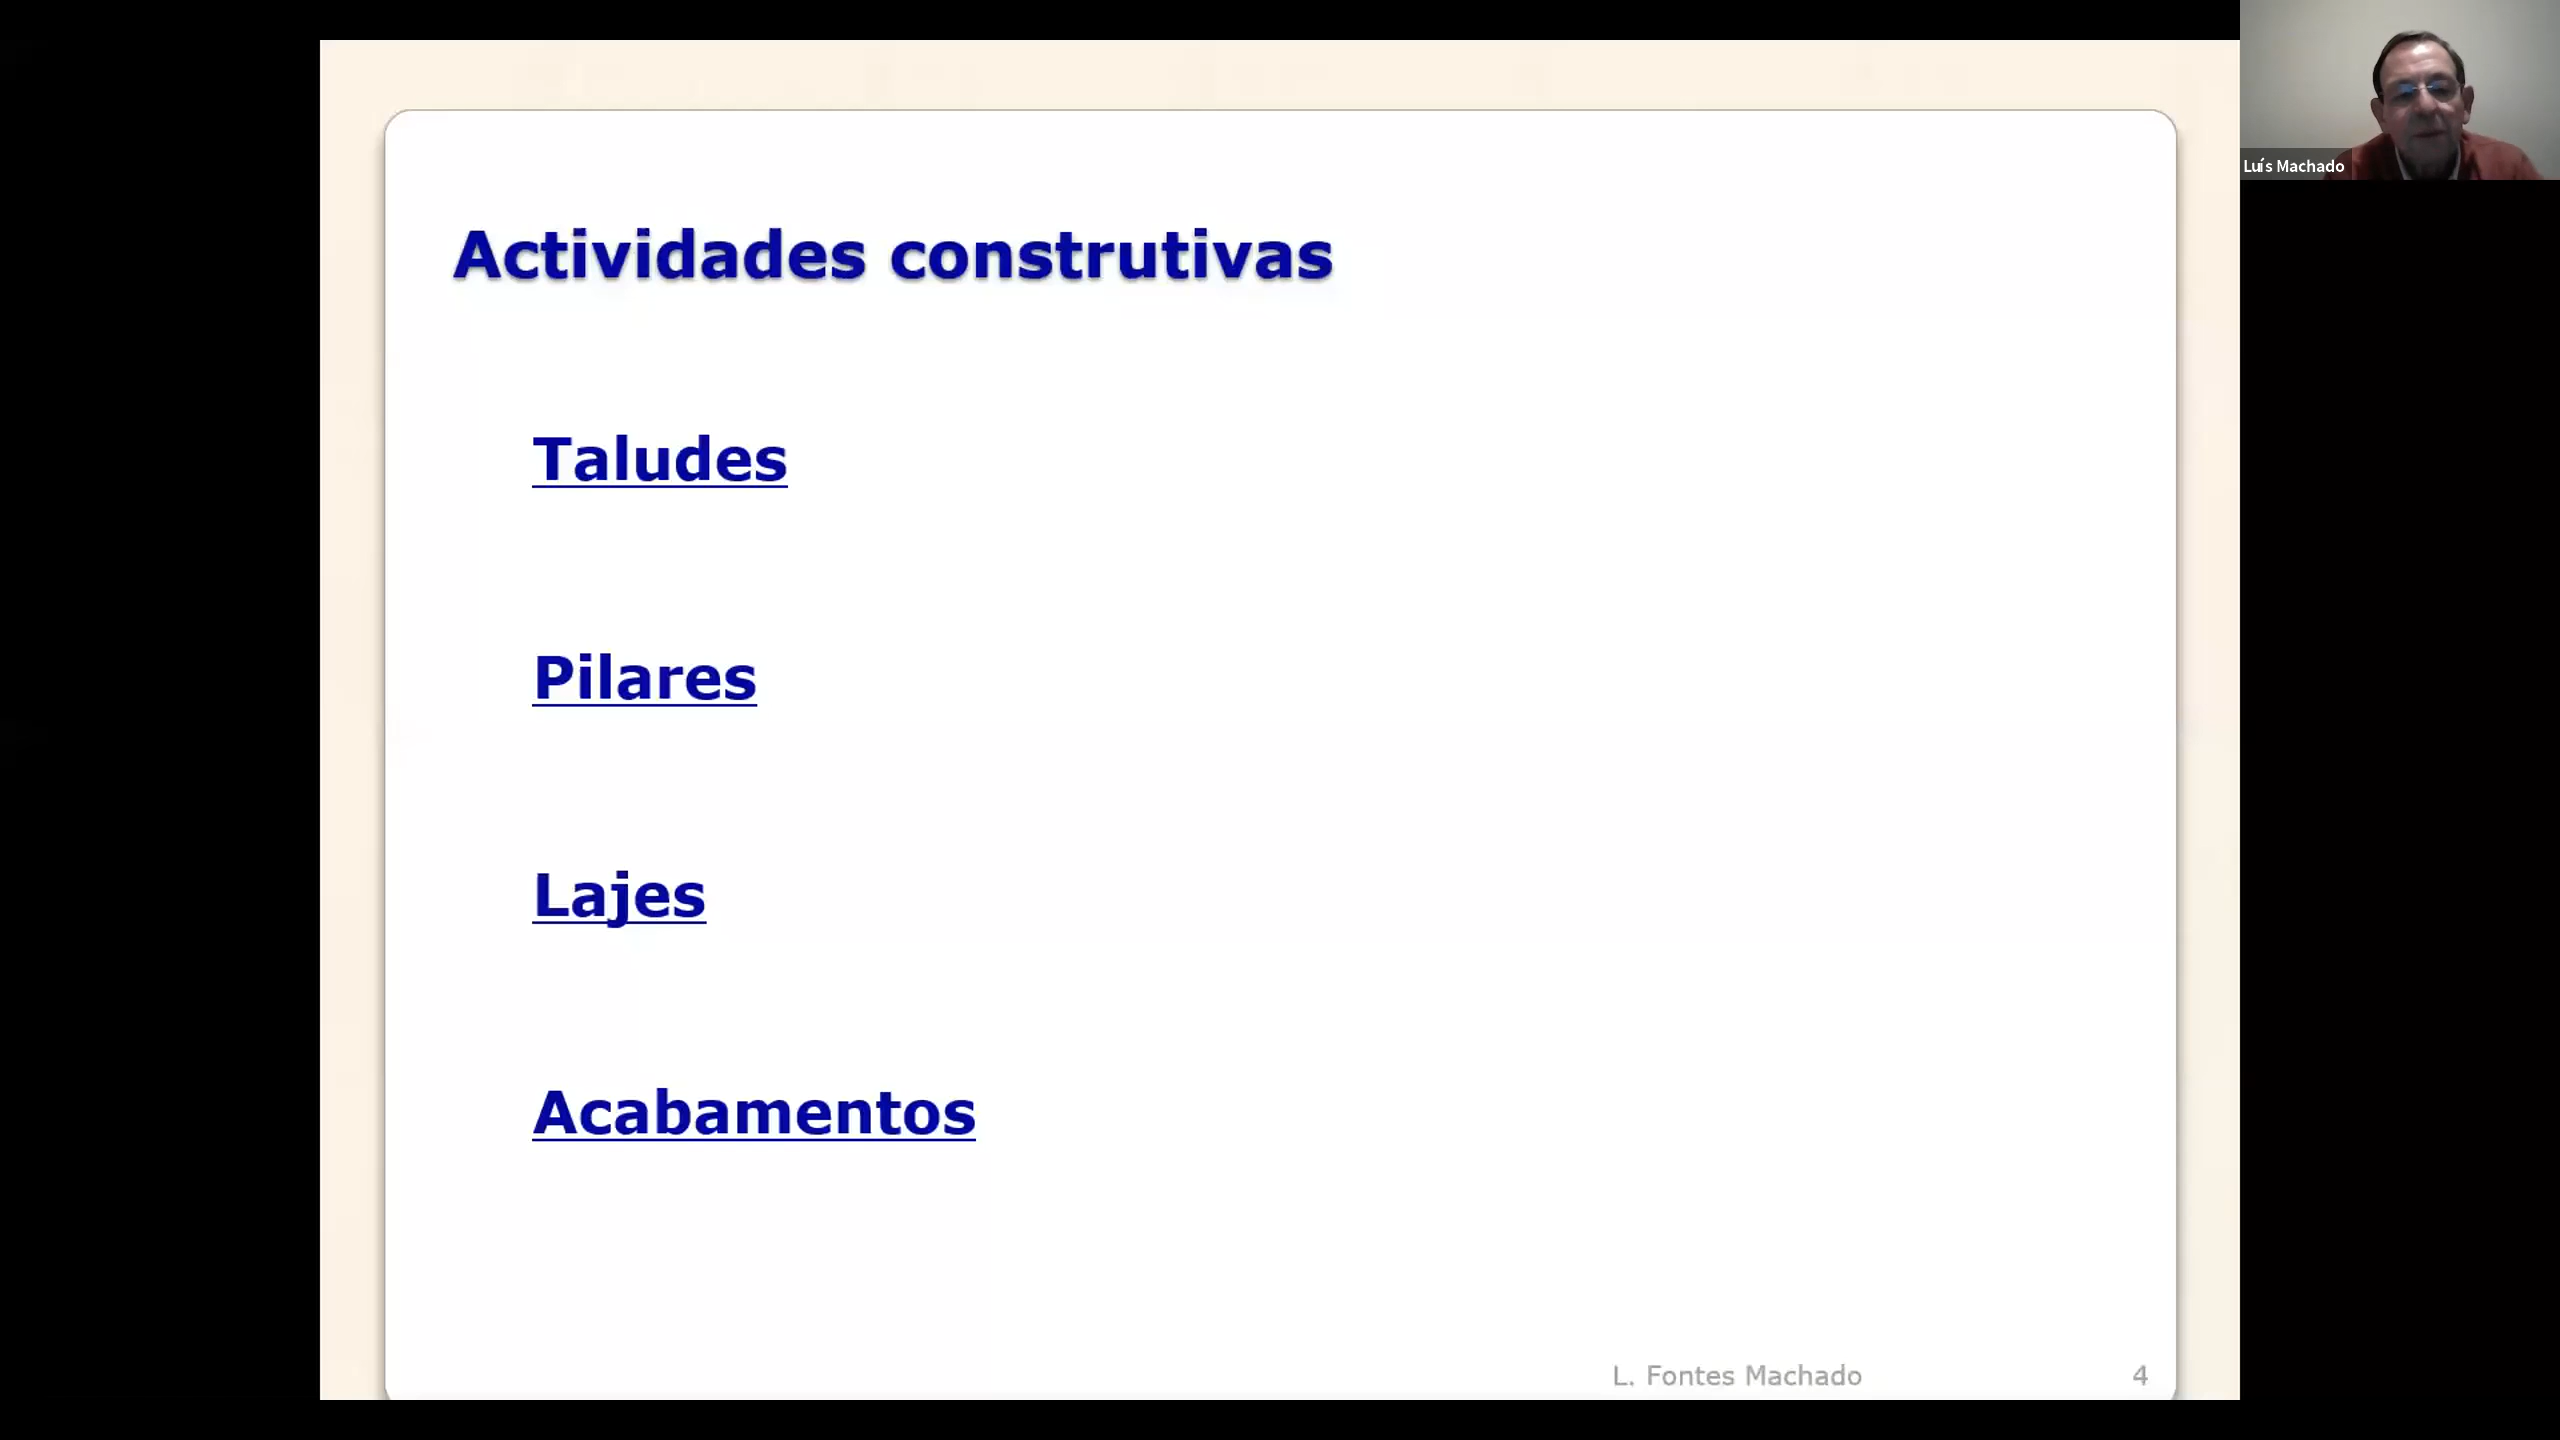 Luís Machado
Actividades construtivas
Taludes
Pilares
Lajes
Acabamentos
L. Fontes Machado
4